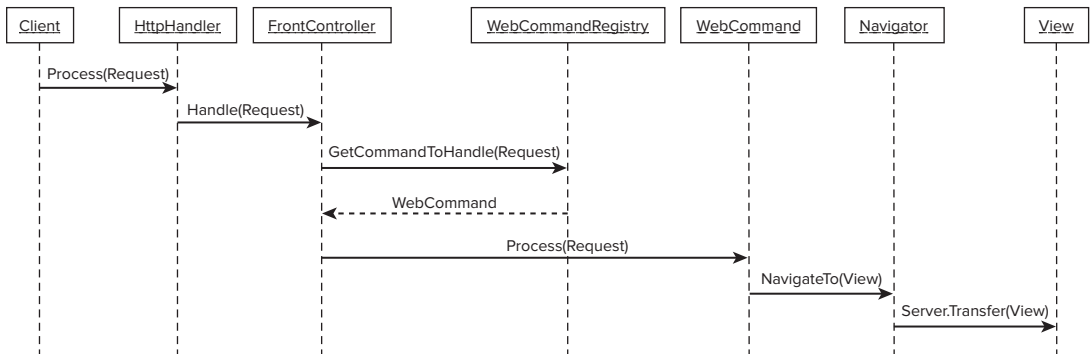 Client
HttpHandler
FrontController
WebCommandRegistry
WebCommand
Navigator
View
Process(Request)
Handle(Request)
GetCommandToHandle(Request)
WebCommand
Process(Request)
NavigateTo(View)
Server.Transfer(View)